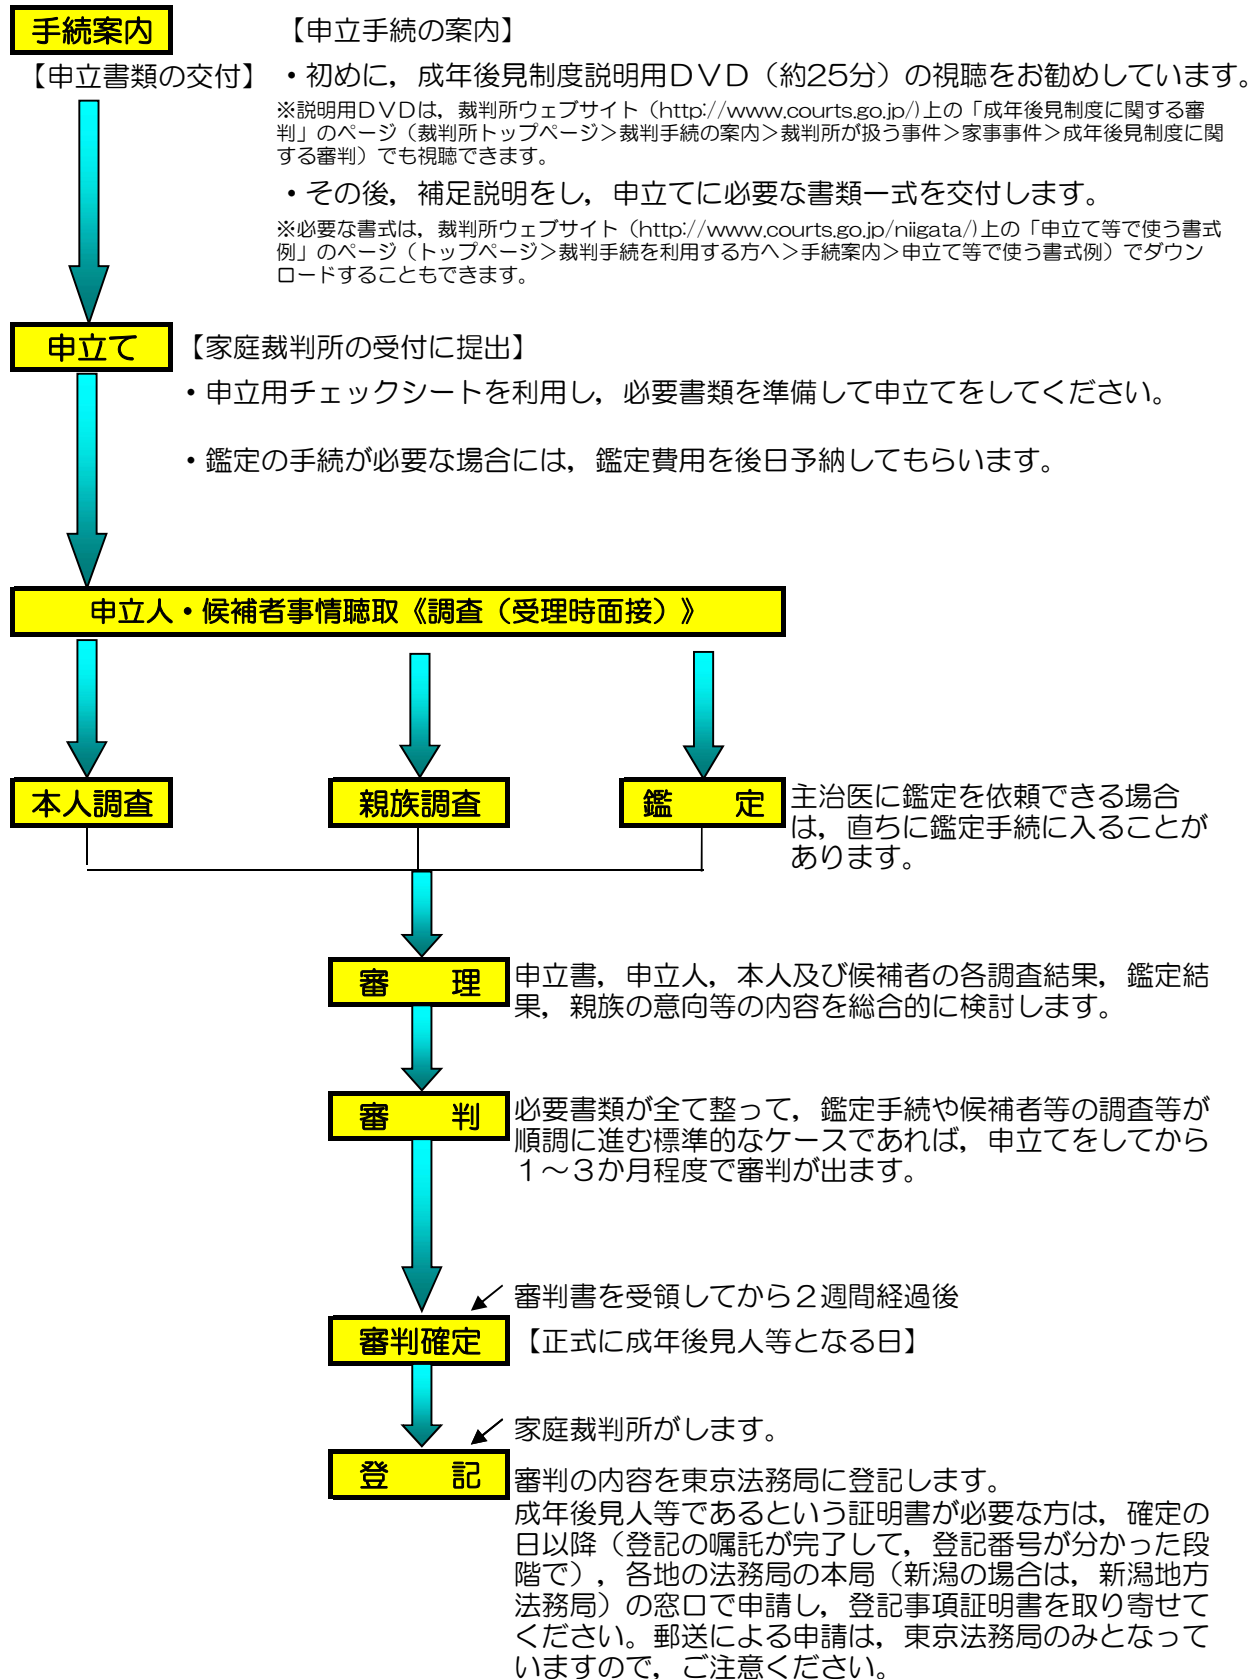 手続案内
【申立手続の案内】
【申立書類の交付】
・初めに，成年後見制度説明用ＤＶＤ（約25分）の視聴をお勧めしています。
※説明用ＤＶＤは，裁判所ウェブサイト（http://www.courts.go.jp/)上の「成年後見制度に関する審
判」のページ（裁判所トップページ＞裁判手続の案内＞裁判所が扱う事件＞家事事件＞成年後見制度に関
する審判）でも視聴できます。
・その後，補足説明をし，申立てに必要な書類一式を交付します。
※必要な書式は，裁判所ウェブサイト（http://www.courts.go.jp/niigata/)上の「申立て等で使う書式
例」のページ（トップページ＞裁判手続を利用する方へ＞手続案内＞申立て等で使う書式例）でダウン
ロードすることもできます。
申立て
【家庭裁判所の受付に提出】
・申立用チェックシートを利用し，必要書類を準備して申立てをしてください。
・鑑定の手続が必要な場合には，鑑定費用を後日予納してもらいます。
申立人・候補者事情聴取《調査（受理時面接）》
本人調査
親族調査
鑑　定
主治医に鑑定を依頼できる場合
は，直ちに鑑定手続に入ることが
あります。
審　理
申立書，申立人，本人及び候補者の各調査結果，鑑定結
果，親族の意向等の内容を総合的に検討します。
審　判
必要書類が全て整って，鑑定手続や候補者等の調査等が
順調に進む標準的なケースであれば，申立てをしてから
１～３か月程度で審判が出ます。
審判書を受領してから２週間経過後
審判確定
【正式に成年後見人等となる日】
家庭裁判所がします。
登　記
審判の内容を東京法務局に登記します。
成年後見人等であるという証明書が必要な方は，確定の
日以降（登記の嘱託が完了して，登記番号が分かった段
階で），各地の法務局の本局（新潟の場合は，新潟地方
法務局）の窓口で申請し，登記事項証明書を取り寄せて
ください。郵送による申請は，東京法務局のみとなって
いますので，ご注意ください。